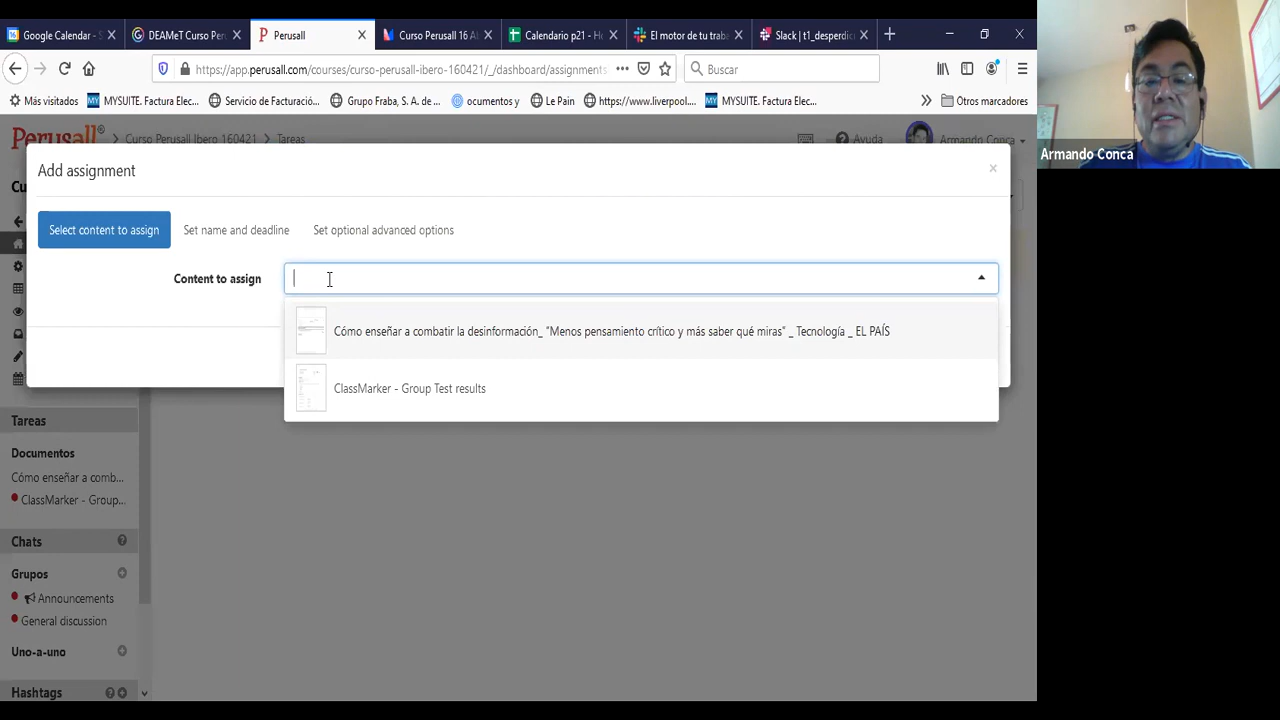 Google Calendar - S
DEAMeT Curso Per
Perusall
Curso Perusall 16 Al
Calendario p21 - Ho
El motor de tu traba
Slack | t1_desperdici
https://app.perusall.com/courses/curso-perusall-ibero-160421/_/dashboard/assignments
Buscar
Más visitados
MYSUITE. Factura Elec...
Servicio de Facturació...
Grupo Fraba, S. A. de ...
ocumentos y
Le Pain
https://www.liverpool....
MYSUITE. Factura Elec...
Otros marcadores
Perusall
Curso Perusall Ibero 160421
Tareas
Ayuda
Armando Conca
Armando Conca
Add assignment
Cu
Select content to assign
Set name and deadline
Set optional advanced options
Content to assign
Cómo enseñar a combatir la desinformación_ "Menos pensamiento crítico y más saber qué miras" _ Tecnología _ EL PAÍS
ClassMarker - Group Test results
Tareas
Documentos
Cómo enseñar a comb...
ClassMarker - Group...
Chats
Grupos
Announcements
General discussion
Uno-a-uno
Hashtags